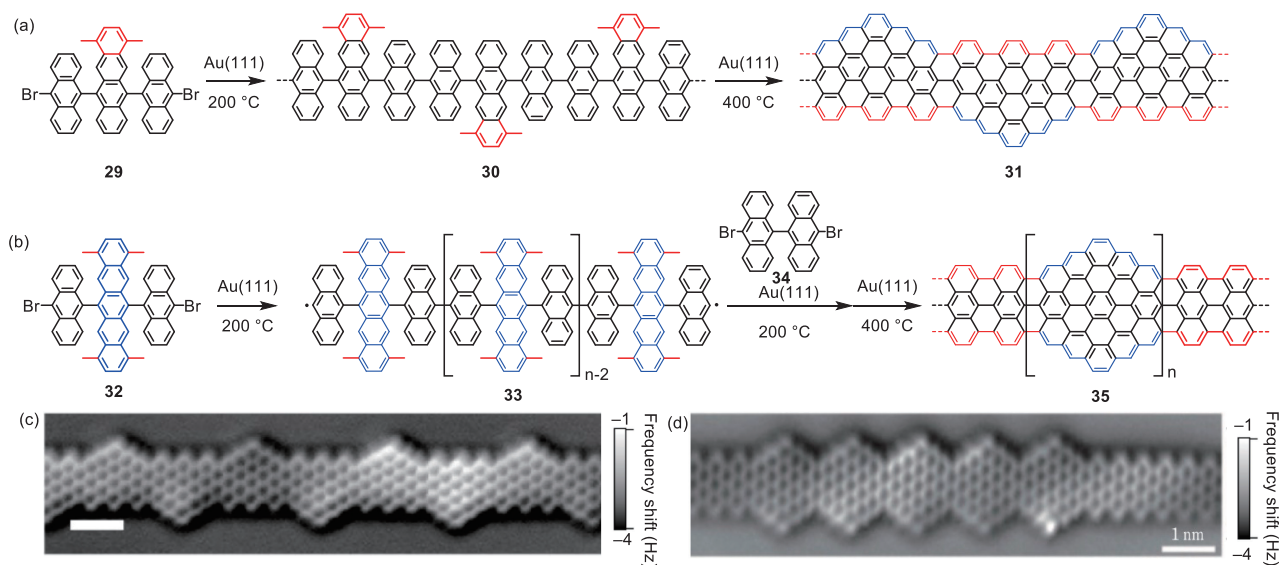 (a)
Br
Br
29
Au(111)
200 °C
30
Au(111)
400 °C
31
(b)
Br
Br
32
Au(111)
200 °C
n-2
33
Br
Br
34
Au(111)
200 °C
Au(111)
400 °C
n
35
(c)
–1
–4
Frequency shift (Hz)
(d)
1 nm
–1
–4
Frequency shift (Hz)